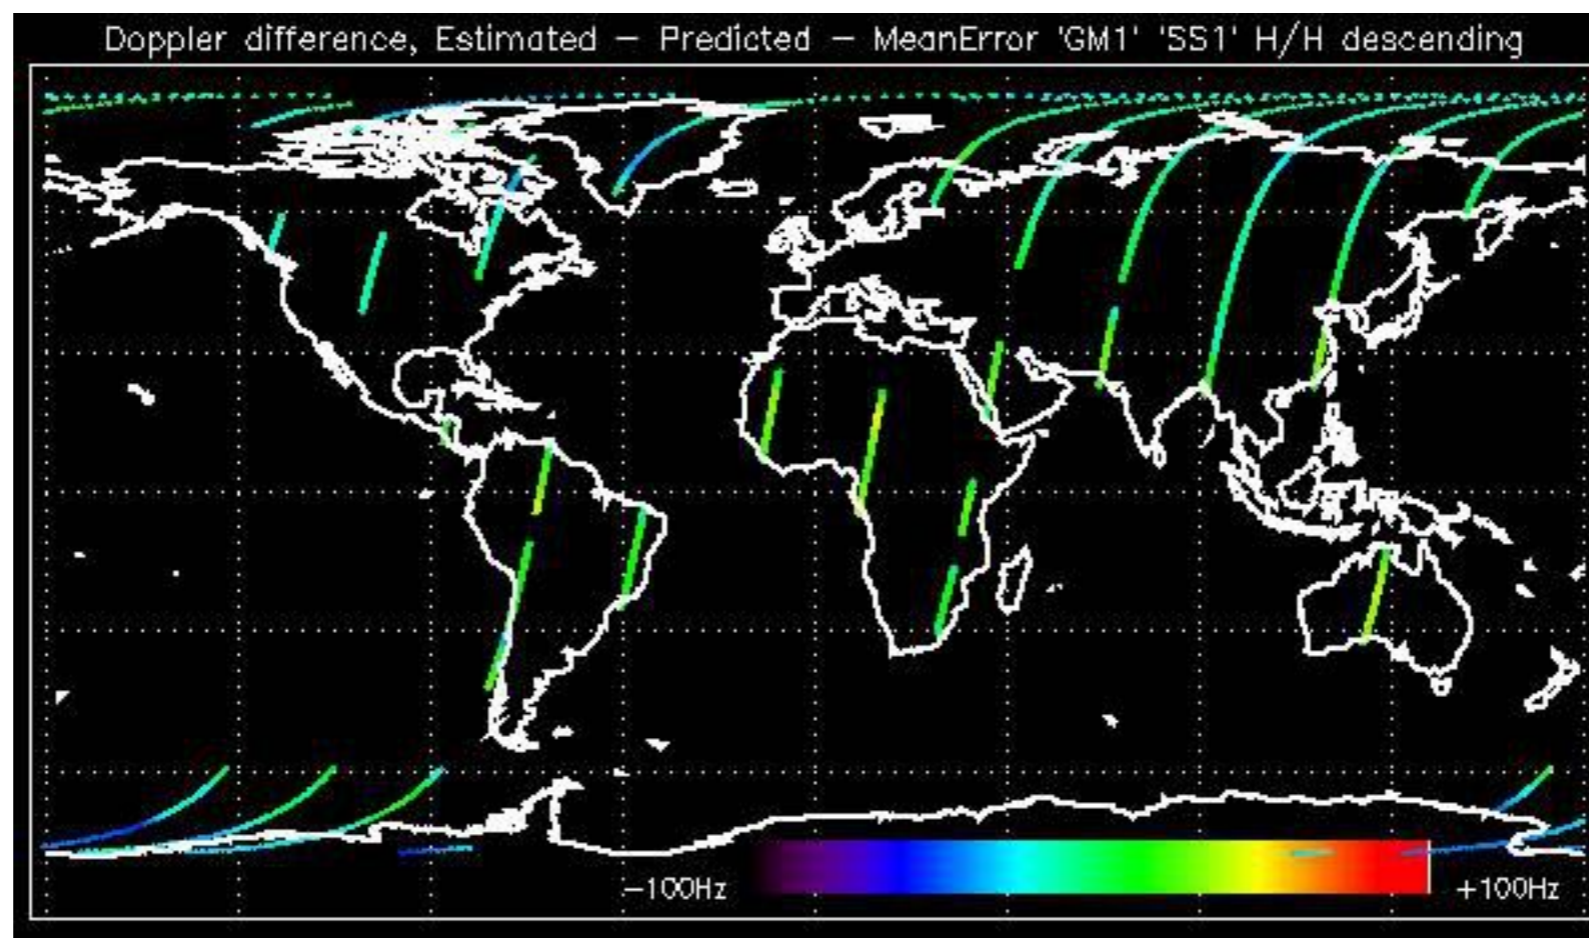 Doppler difference, Estimated – Predicted – MeanError 'GM1' 'SS1' H/H descending
–100Hz
+100Hz